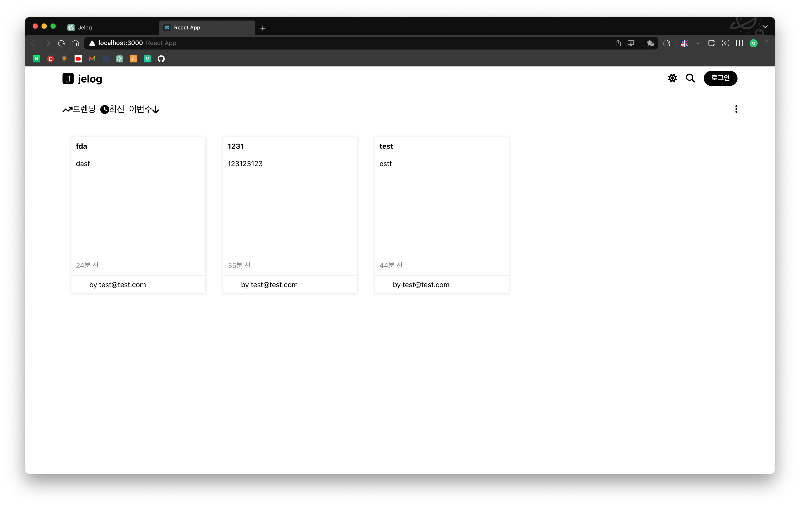 Jelog
React App
localhost:3000 React App
J jelog
로그인
트렌딩 최신 이번주
fda
dasf
24분 전
by test@test.com
1231
123123123
36분 전
by test@test.com
test
estt
44분 전
by test@test.com